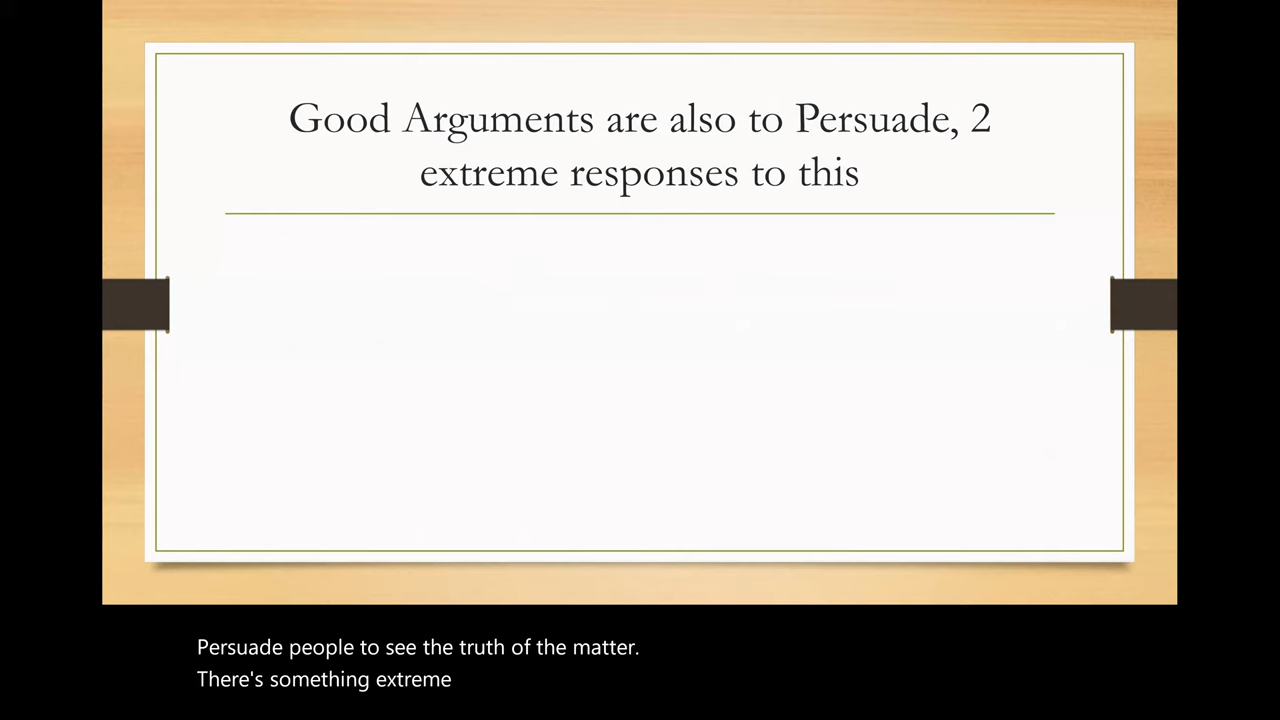 Good Arguments are also to Persuade, 2
extreme responses to this
Persuade people to see the truth of the matter.
There's something extreme